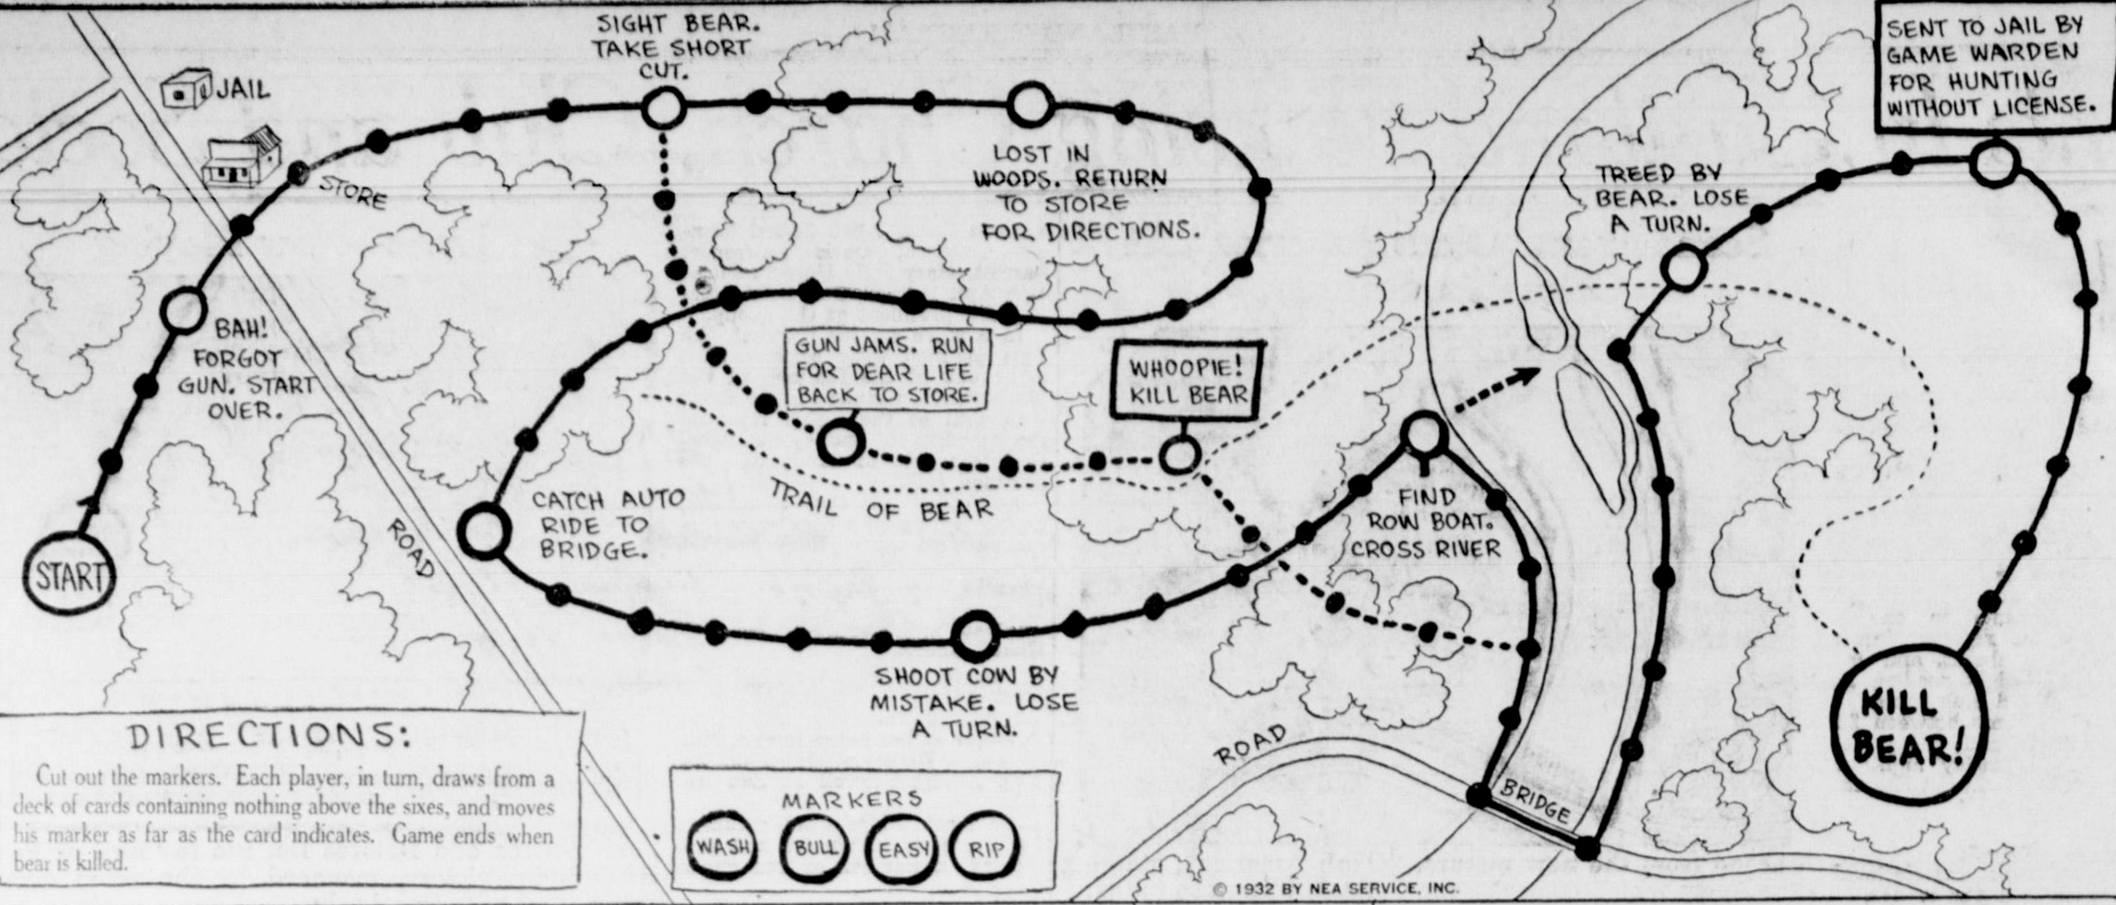 SIGHT BEAR.
TAKE SHORT
CUT.
SENT TO JAIL BY
GAME WARDEN
FOR HUNTING
WITHOUT LICENSE.
JAIL
STORE
LOST IN
WOODS. RETURN
TO STORE
FOR DIRECTIONS.
TREED BY
BEAR. LOSE
A TURN.
BAH!
FORGOT
GUN. START
OVER.
GUN JAMS. RUN
FOR DEAR LIFE
BACK TO STORE.
WHOOPIE!
KILL BEAR
START
ROAD
CATCH AUTO
RIDE TO
BRIDGE.
TRAIL OF BEAR
FIND
ROW BOAT.
CROSS RIVER
SHOOT COW BY
MISTAKE. LOSE
A TURN.
KILL
BEAR!
ROAD
BRIDGE
DIRECTIONS:
Cut out the markers. Each player, in turn, draws from a
deck of cards containing nothing above the sixes, and moves
his marker as far as the card indicates. Game ends when
bear is killed.
MARKERS
WASH BULL EASY RIP
© 1932 BY NEA SERVICE, INC.